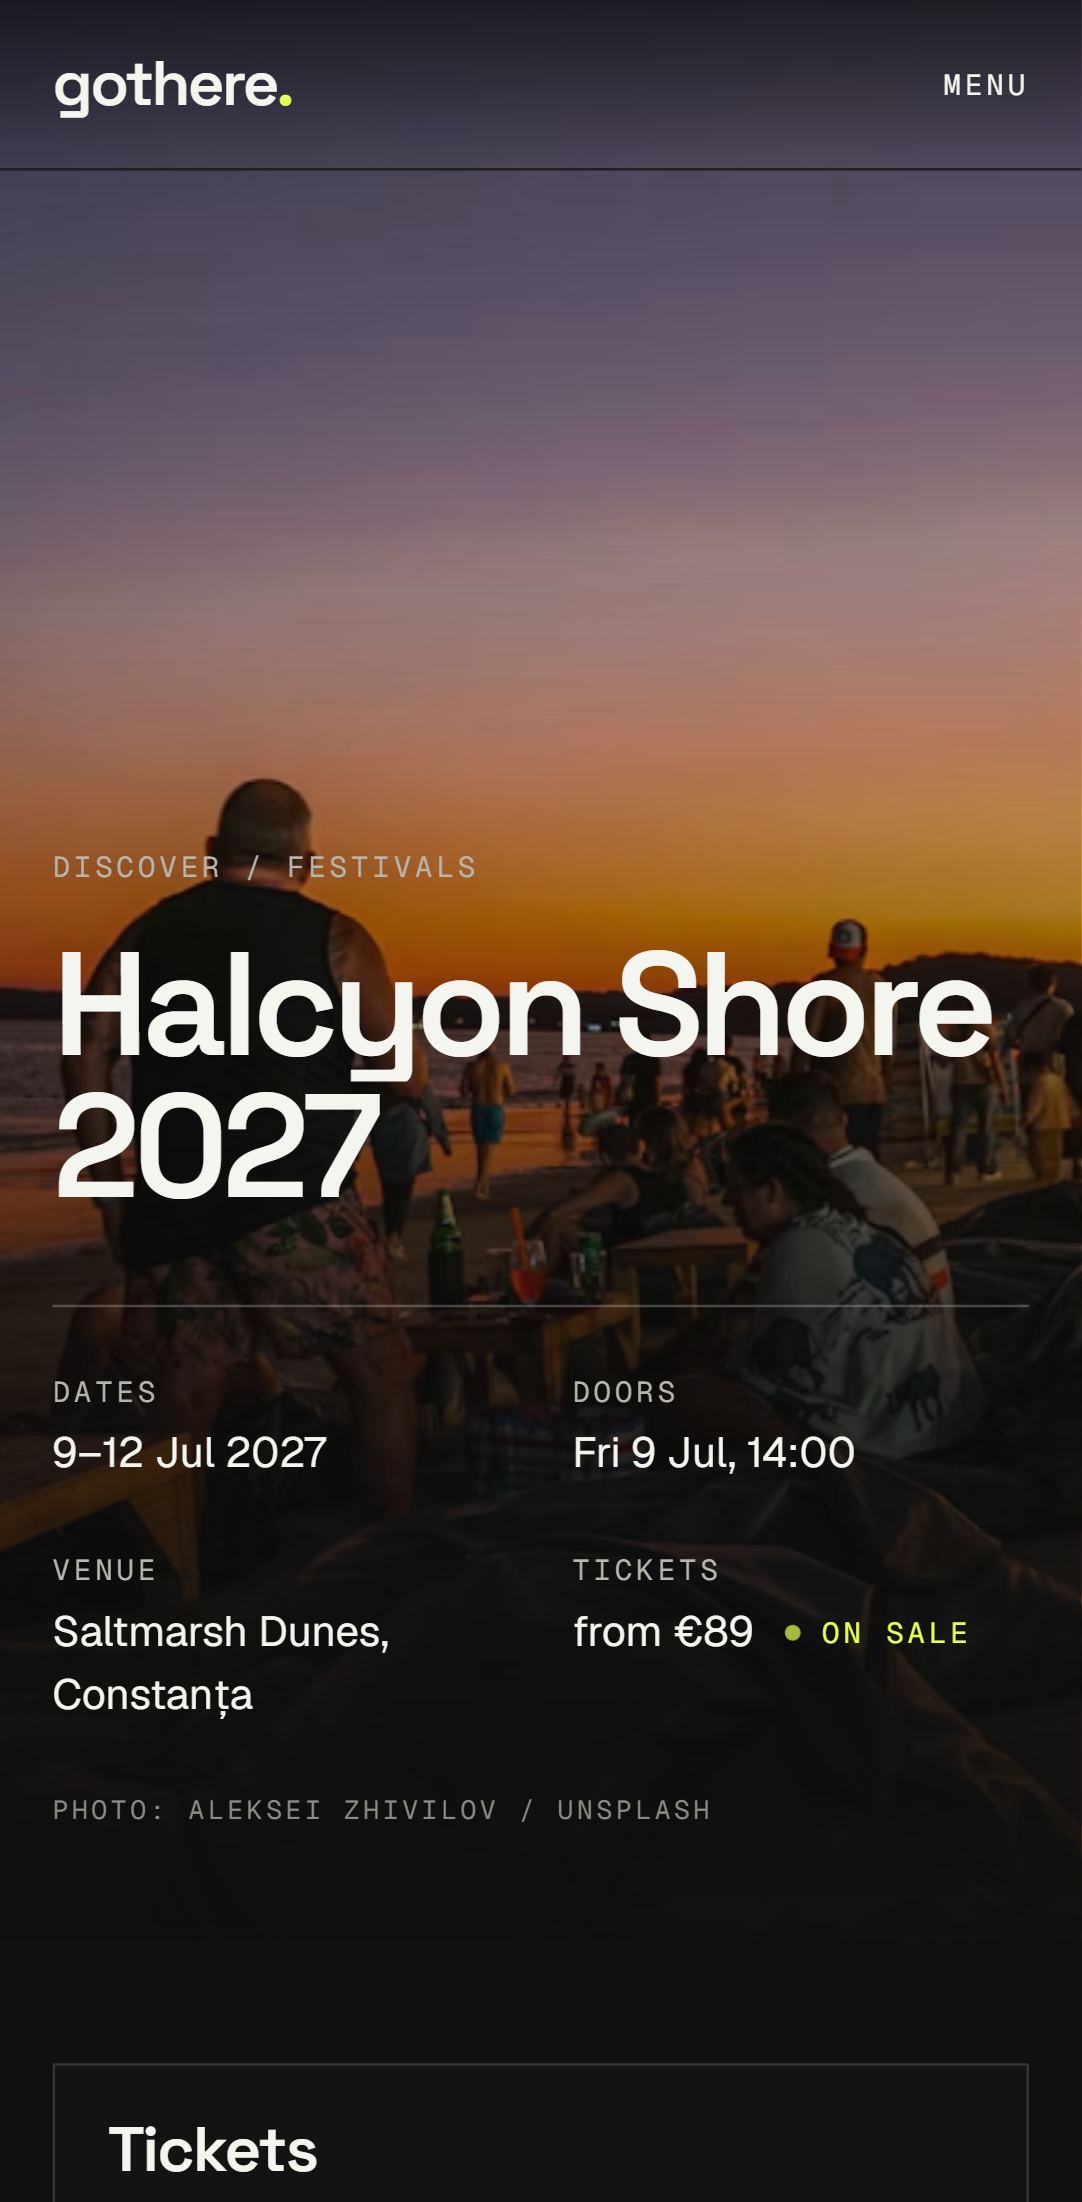 gothere.
MENU
DISCOVER / FESTIVALS
Halcyon Shore
2027
DATES
9–12 Jul 2027
DOORS
Fri 9 Jul, 14:00
VENUE
Saltmarsh Dunes,
Constanța
TICKETS
from €89 ● ON SALE
PHOTO: ALEKSEI ZHIVILOV / UNSPLASH
Tickets